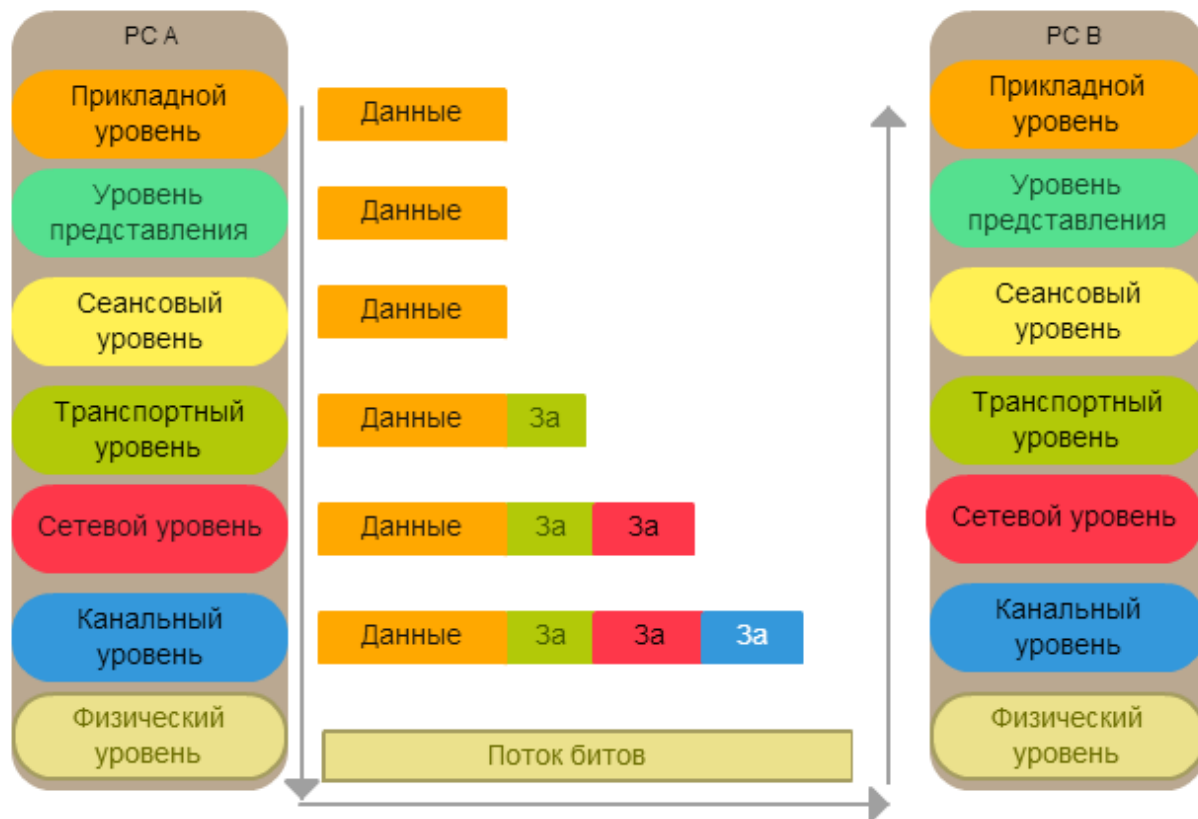 PC A
Прикладной
уровень
Уровень
представления
Сеансовый
уровень
Транспортный
уровень
Сетевой уровень
Канальный
уровень
Физический
уровень
Данные
Данные
Данные
Данные За
Данные За За
Данные За За За
Поток битов
PC B
Прикладной
уровень
Уровень
представления
Сеансовый
уровень
Транспортный
уровень
Сетевой уровень
Канальный
уровень
Физический
уровень